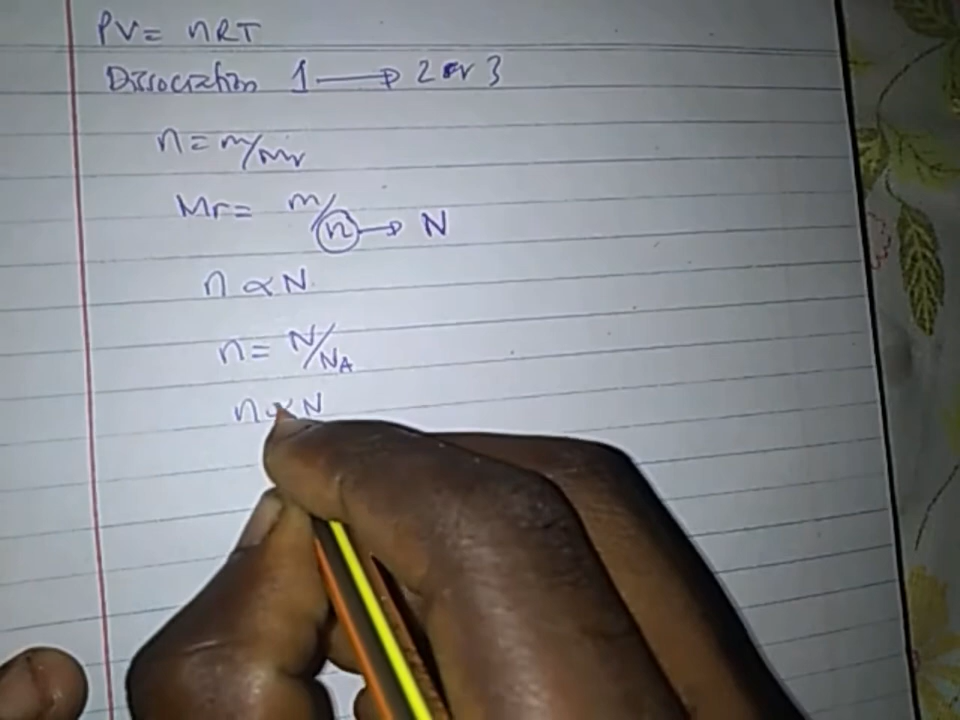 PV= nRT
Dissociation 1 → 2 or 3
n = m/mr
Mr= m/n → N
n ∝ N
n = N/NA
n ∝ N